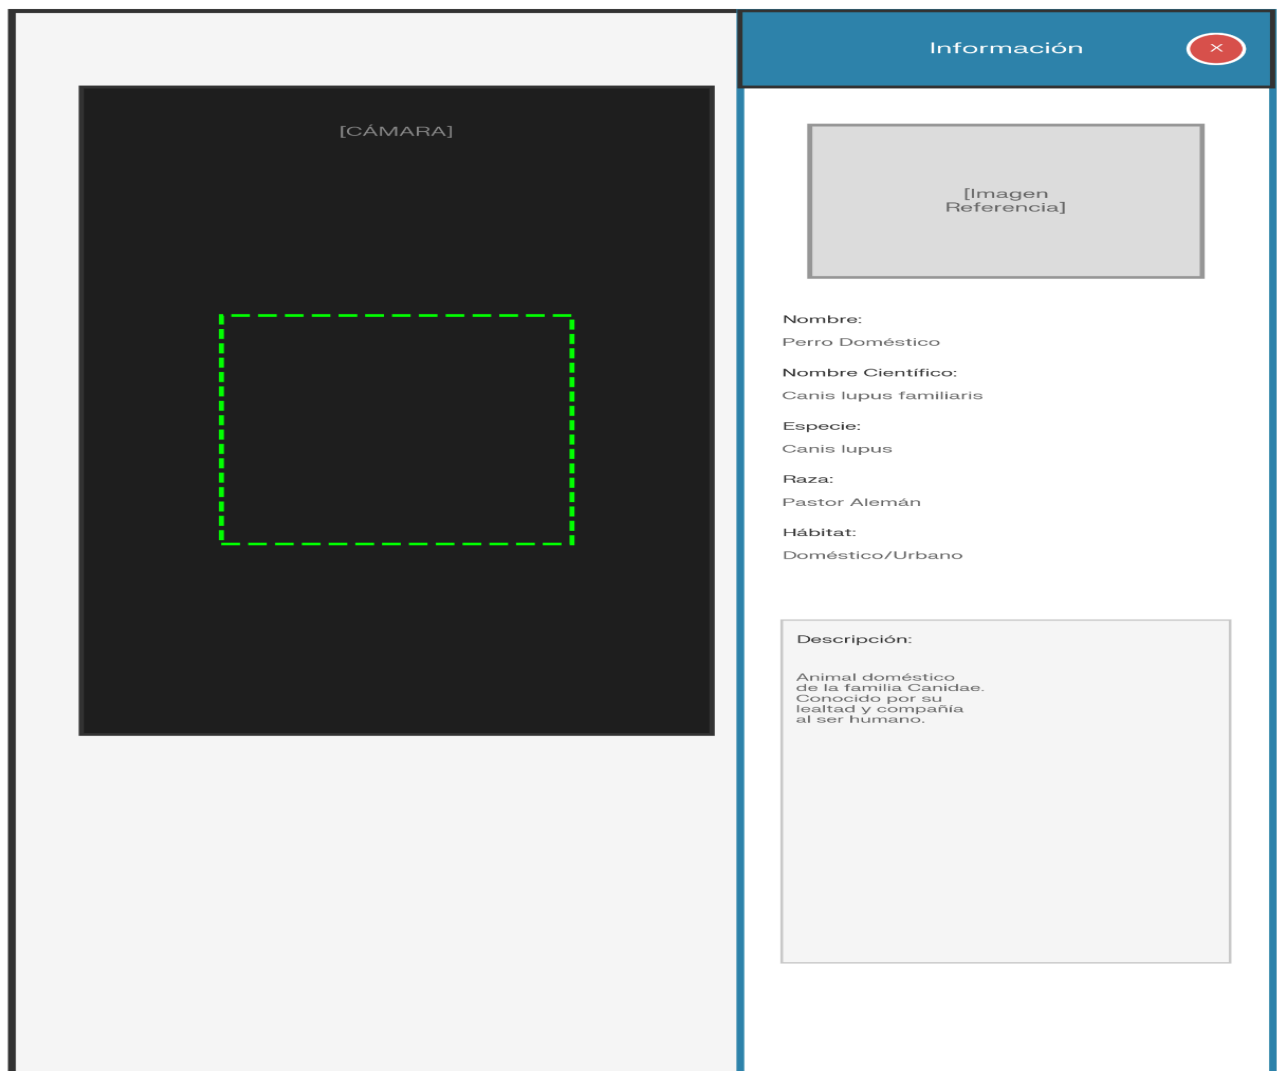 Información
X
[CÁMARA]
[Imagen
Referencia]
Nombre:
Perro Doméstico
Nombre Científico:
Canis lupus familiaris
Especie:
Canis lupus
Raza:
Pastor Alemán
Hábitat:
Doméstico/Urbano
Descripción:
Animal doméstico
de la familia Canidae.
Conocido por su
lealtad y compañía
al ser humano.